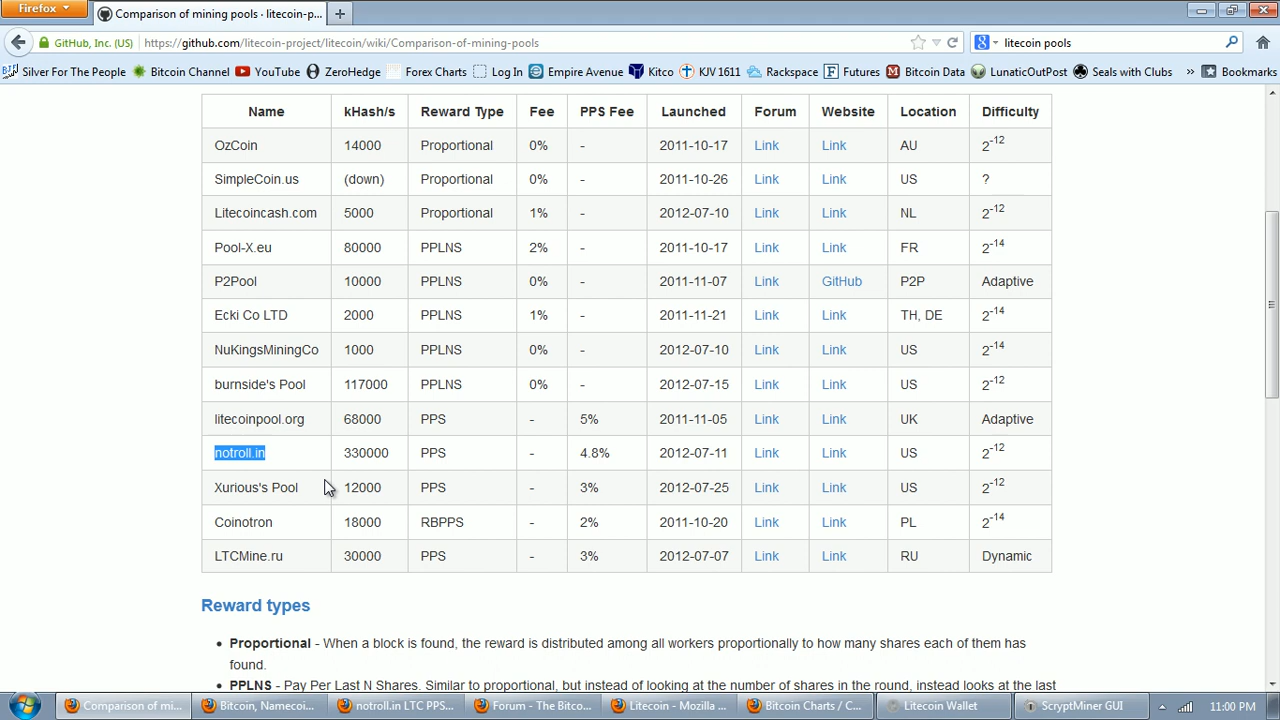 Firefox
Comparison of mining pools · litecoin-p...
GitHub, Inc. (US) https://github.com/litecoin-project/litecoin/wiki/Comparison-of-mining-pools litecoin pools
Silver For The People Bitcoin Channel YouTube ZeroHedge Forex Charts Log In Empire Avenue Kitco KJV 1611 Rackspace Futures Bitcoin Data LunaticOutPost Seals with Clubs » Bookmarks
Name kHash/s Reward Type Fee PPS Fee Launched Forum Website Location Difficulty
OzCoin 14000 Proportional 0% - 2011-10-17 Link Link AU 2-12
SimpleCoin.us (down) Proportional 0% - 2011-10-26 Link Link US ?
Litecoincash.com 5000 Proportional 1% - 2012-07-10 Link Link NL 2-12
Pool-X.eu 80000 PPLNS 2% - 2011-10-17 Link Link FR 2-14
P2Pool 10000 PPLNS 0% - 2011-11-07 Link GitHub P2P Adaptive
Ecki Co LTD 2000 PPLNS 1% - 2011-11-21 Link Link TH, DE 2-14
NuKingsMiningCo 1000 PPLNS 0% - 2012-07-10 Link Link US 2-14
burnside's Pool 117000 PPLNS 0% - 2012-07-15 Link Link US 2-12
litecoinpool.org 68000 PPS - 5% 2011-11-05 Link Link UK Adaptive
notroll.in 330000 PPS - 4.8% 2012-07-11 Link Link US 2-12
Xurious's Pool 12000 PPS - 3% 2012-07-25 Link Link US 2-12
Coinotron 18000 RBPPS - 2% 2011-10-20 Link Link PL 2-14
LTCMine.ru 30000 PPS - 3% 2012-07-07 Link Link RU Dynamic
Reward types
• Proportional - When a block is found, the reward is distributed among all workers proportionally to how many shares each of them has
found.
• PPLNS - Pay Per Last N Shares. Similar to proportional, but instead of looking at the number of shares in the round, instead looks at the last
Comparison of mi... Bitcoin, Namecoi... notroll.in LTC PPS... Forum - The Bitco... Litecoin - Mozilla ... Bitcoin Charts / C... Litecoin Wallet ScryptMiner GUI 11:00 PM